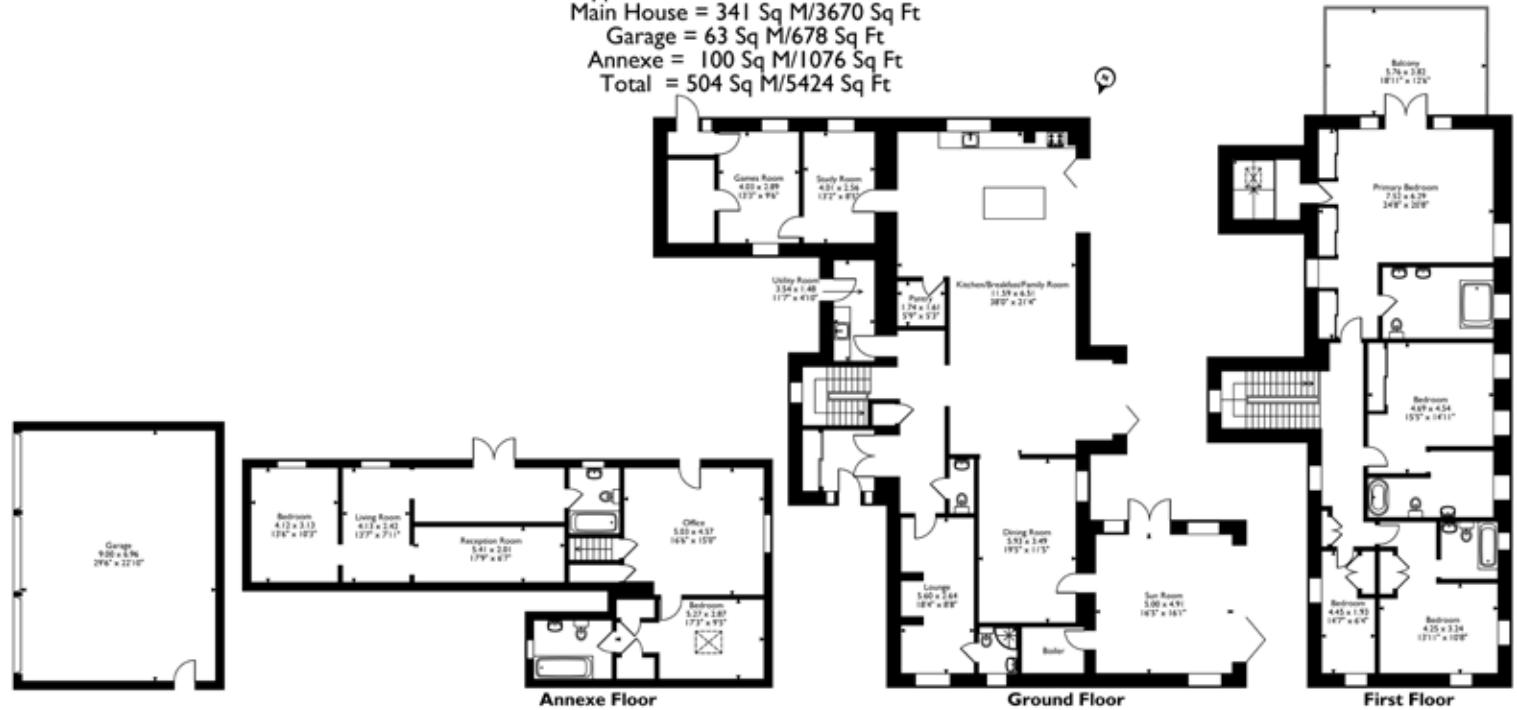 Main House = 341 Sq M/3670 Sq Ft
Garage = 63 Sq M/678 Sq Ft
Annexe = 100 Sq M/1076 Sq Ft
Total = 504 Sq M/5424 Sq Ft
Balcony
5.76 x 3.82
18'11" x 12'6"
Games Room
4.03 x 2.89
13'3" x 9'6"
Study Room
4.01 x 2.56
13'2" x 8'5"
Primary Bedroom
7.52 x 6.29
24'8" x 20'8"
Utility Room
3.54 x 1.48
11'7" x 4'10"
Pantry
1.74 x 1.61
5'9" x 5'3"
Kitchen/Breakfast/Family Room
11.59 x 6.51
38'0" x 21'4"
Bedroom
4.69 x 4.54
15'5" x 14'11"
Garage
9.00 x 6.96
29'6" x 22'10"
Bedroom
4.12 x 3.13
13'6" x 10'3"
Living Room
4.13 x 2.42
13'7" x 7'11"
Reception Room
5.41 x 2.01
17'9" x 6'7"
Office
5.03 x 4.57
16'6" x 15'0"
Bedroom
5.27 x 2.87
17'3" x 9'5"
Dining Room
5.93 x 3.49
19'5" x 11'5"
Lounge
5.60 x 2.64
18'4" x 8'8"
Sun Room
5.00 x 4.91
16'5" x 16'1"
Boiler
Bedroom
4.45 x 1.93
14'7" x 6'4"
Bedroom
4.25 x 3.24
13'11" x 10'8"
Annexe Floor
Ground Floor
First Floor